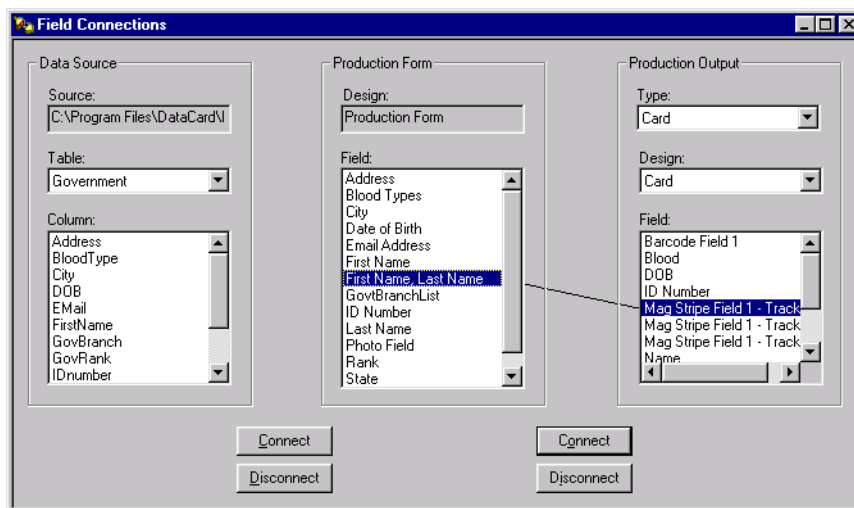 Field Connections
Data Source
Source:
C:\Program Files\DataCard\I
Table:
Government
Column:
Address
BloodType
City
DOB
EMail
FirstName
GovBranch
GovRank
IDnumber
Production Form
Design:
Production Form
Field:
Address
Blood Types
City
Date of Birth
Email Address
First Name
First Name, Last Name
GovtBranchList
ID Number
Last Name
Photo Field
Rank
State
Production Output
Type:
Card
Design:
Card
Field:
Barcode Field 1
Blood
DOB
ID Number
Mag Stripe Field 1 - Track
Mag Stripe Field 1 - Track
Mag Stripe Field 1 - Track
Name
Connect
Disconnect
Connect
Disconnect